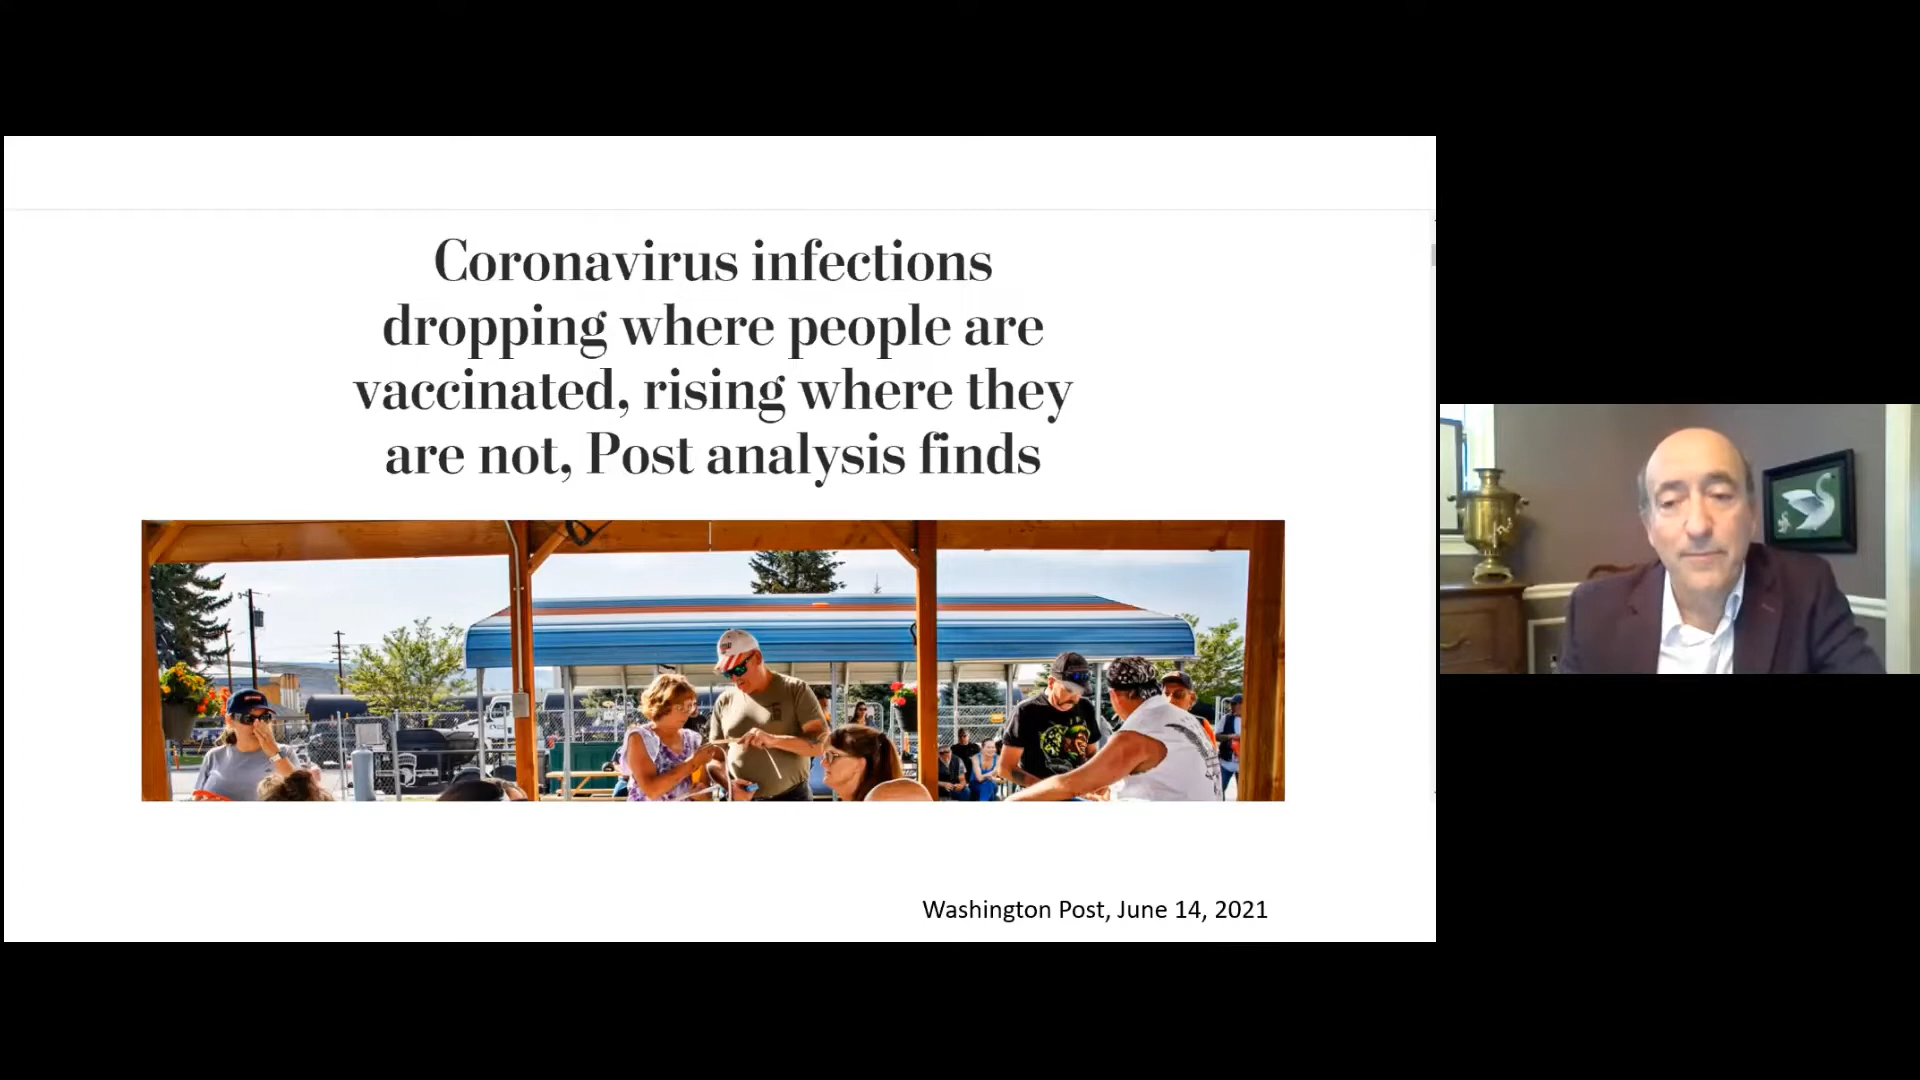 Coronavirus infections
dropping where people are
vaccinated, rising where they
are not, Post analysis finds
Washington Post, June 14, 2021